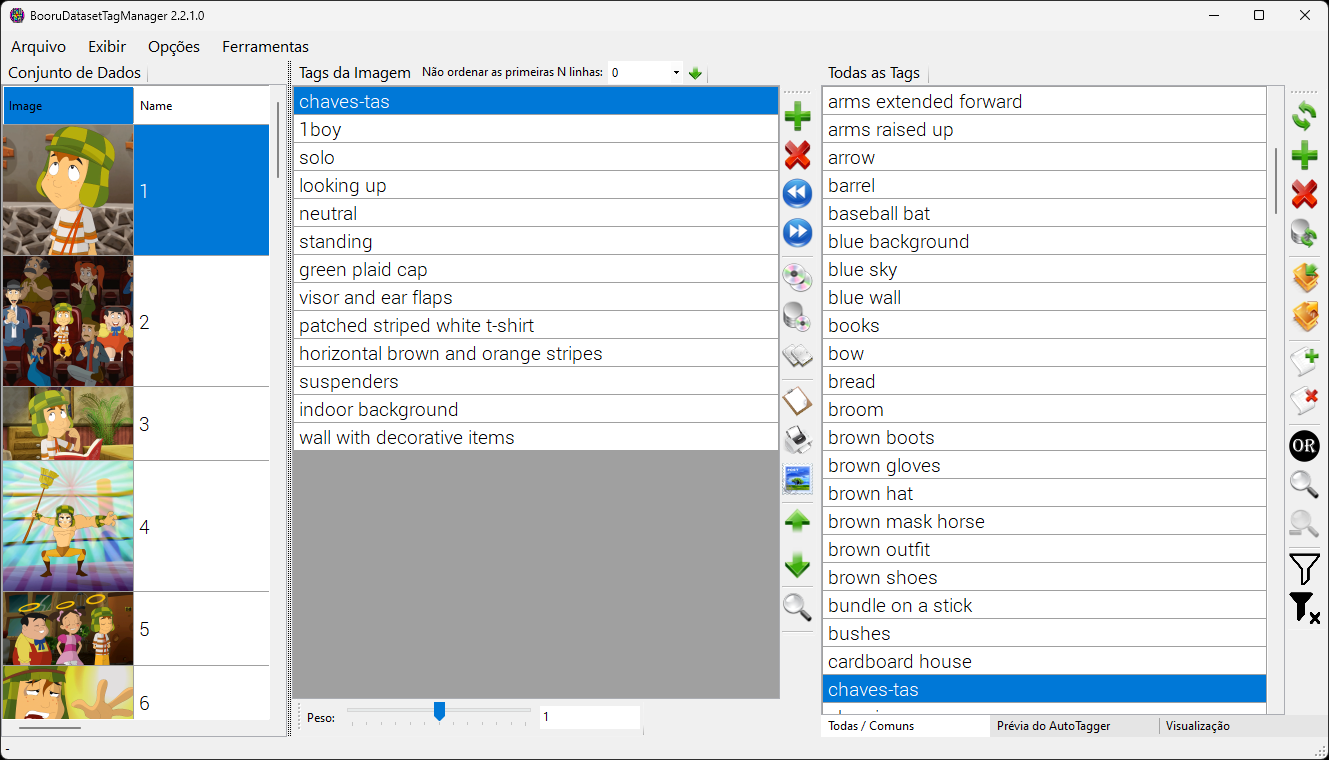 BooruDatasetTagManager 2.2.1.0
Arquivo Exibir Opções Ferramentas
Conjunto de Dados
Image Name
1
2
3
4
5
6
Tags da Imagem Não ordenar as primeiras N linhas: 0
chaves-tas
1boy
solo
looking up
neutral
standing
green plaid cap
visor and ear flaps
patched striped white t-shirt
horizontal brown and orange stripes
suspenders
indoor background
wall with decorative items
Peso: 1
Todas as Tags
arms extended forward
arms raised up
arrow
barrel
baseball bat
blue background
blue sky
blue wall
books
bow
bread
broom
brown boots
brown gloves
brown hat
brown mask horse
brown outfit
brown shoes
bundle on a stick
bushes
cardboard house
chaves-tas
Todas / Comuns Prévia do AutoTagger Visualização
OR
-